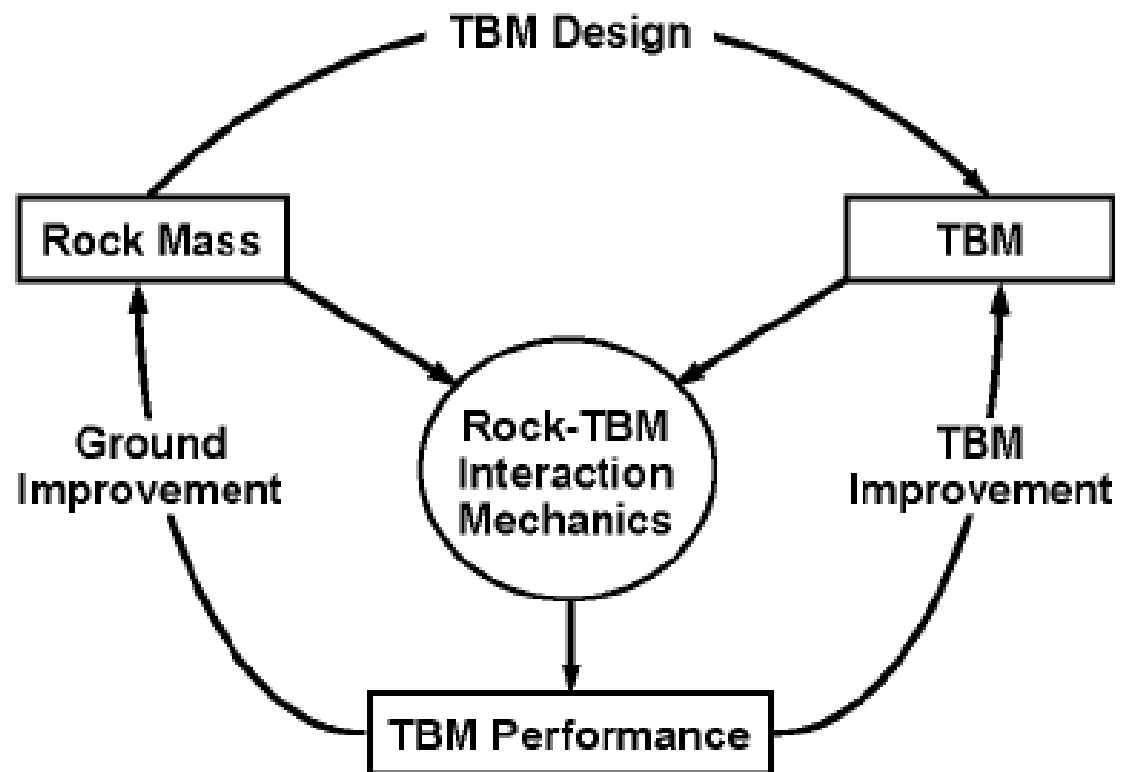 TBM Design
Rock Mass
TBM
Rock-TBM
Interaction
Mechanics
Ground
Improvement
TBM
Improvement
TBM Performance